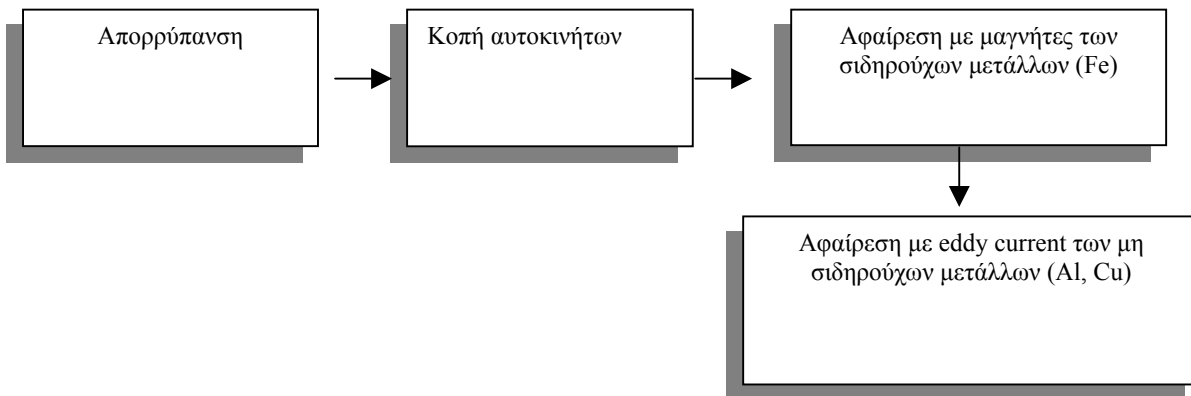 Απορρύπανση
Κοπή αυτοκινήτων
Αφαίρεση με μαγνήτες των
σιδηρούχων μετάλλων (Fe)
Αφαίρεση με eddy current των μη
σιδηρούχων μετάλλων (Al, Cu)